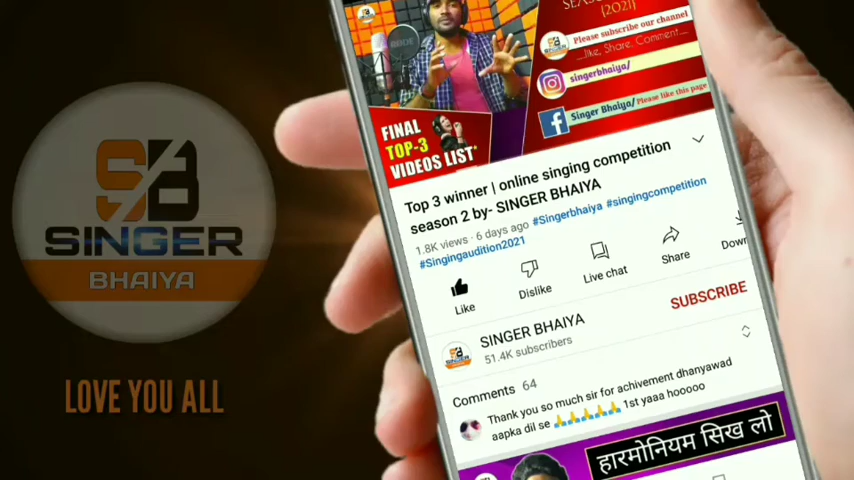 SB
SINGER
BHAIYA
LOVE YOU ALL
[2021]
Please subscribe our channel
....like, Share, Comment....
singerbhaiya/
Singer Bhaiya/ Please like this page
FINAL
TOP-3
VIDEOS LIST
Top 3 winner | online singing competition
season 2 by- SINGER BHAIYA
1.8K views · 6 days ago #Singerbhaiya #singingcompetition
#Singingaudition2021
Like
Dislike
Live chat
Share
Down
SINGER BHAIYA
51.4K subscribers
SUBSCRIBE
Comments 64
Thank you so much sir for achivement dhanyawad
aapka dil se 🙏🙏🙏🙏🙏 1st yaaa hooooo
हारमोनियम सिख लो